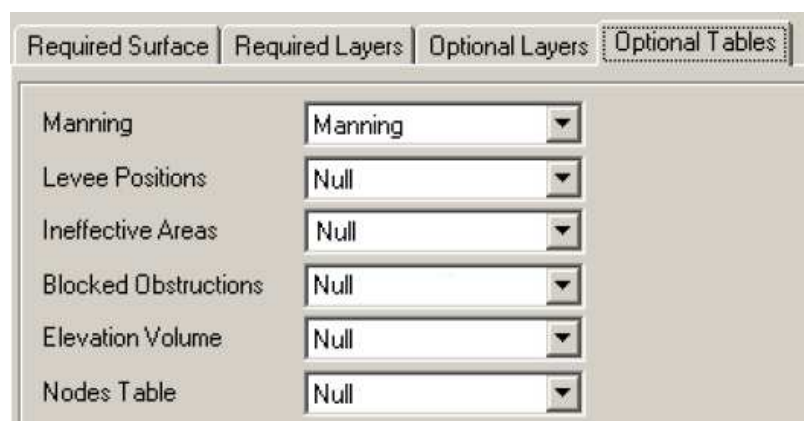 Required Surface Required Layers Optional Layers Optional Tables
Manning Manning
Levee Positions Null
Ineffective Areas Null
Blocked Obstructions Null
Elevation Volume Null
Nodes Table Null